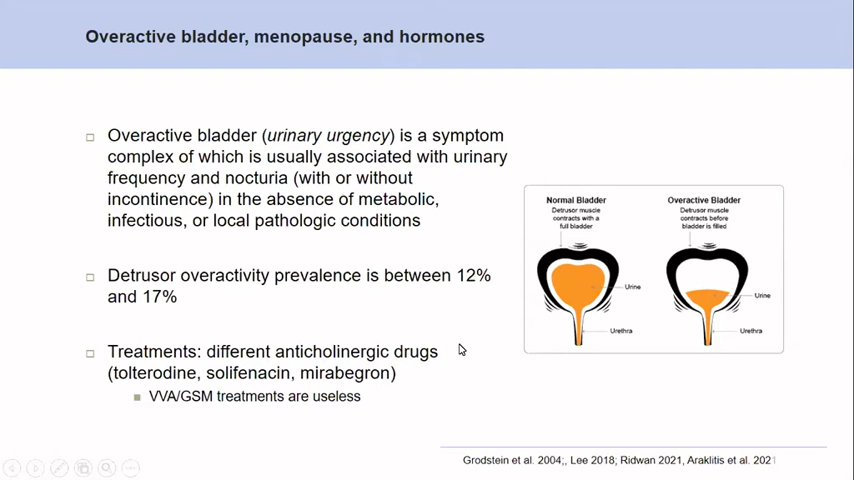 Overactive bladder, menopause, and hormones
Overactive bladder (urinary urgency) is a symptom
complex of which is usually associated with urinary
frequency and nocturia (with or without
incontinence) in the absence of metabolic,
infectious, or local pathologic conditions
Detrusor overactivity prevalence is between 12%
and 17%
Treatments: different anticholinergic drugs
(tolterodine, solifenacin, mirabegron)
VVA/GSM treatments are useless
Normal Bladder
Detrusor muscle
contracts with a
full bladder
Urine
Urethra
Overactive Bladder
Detrusor muscle
contracts before
bladder is filled
Urine
Urethra
Grodstein et al. 2004;, Lee 2018; Ridwan 2021, Araklitis et al. 2021